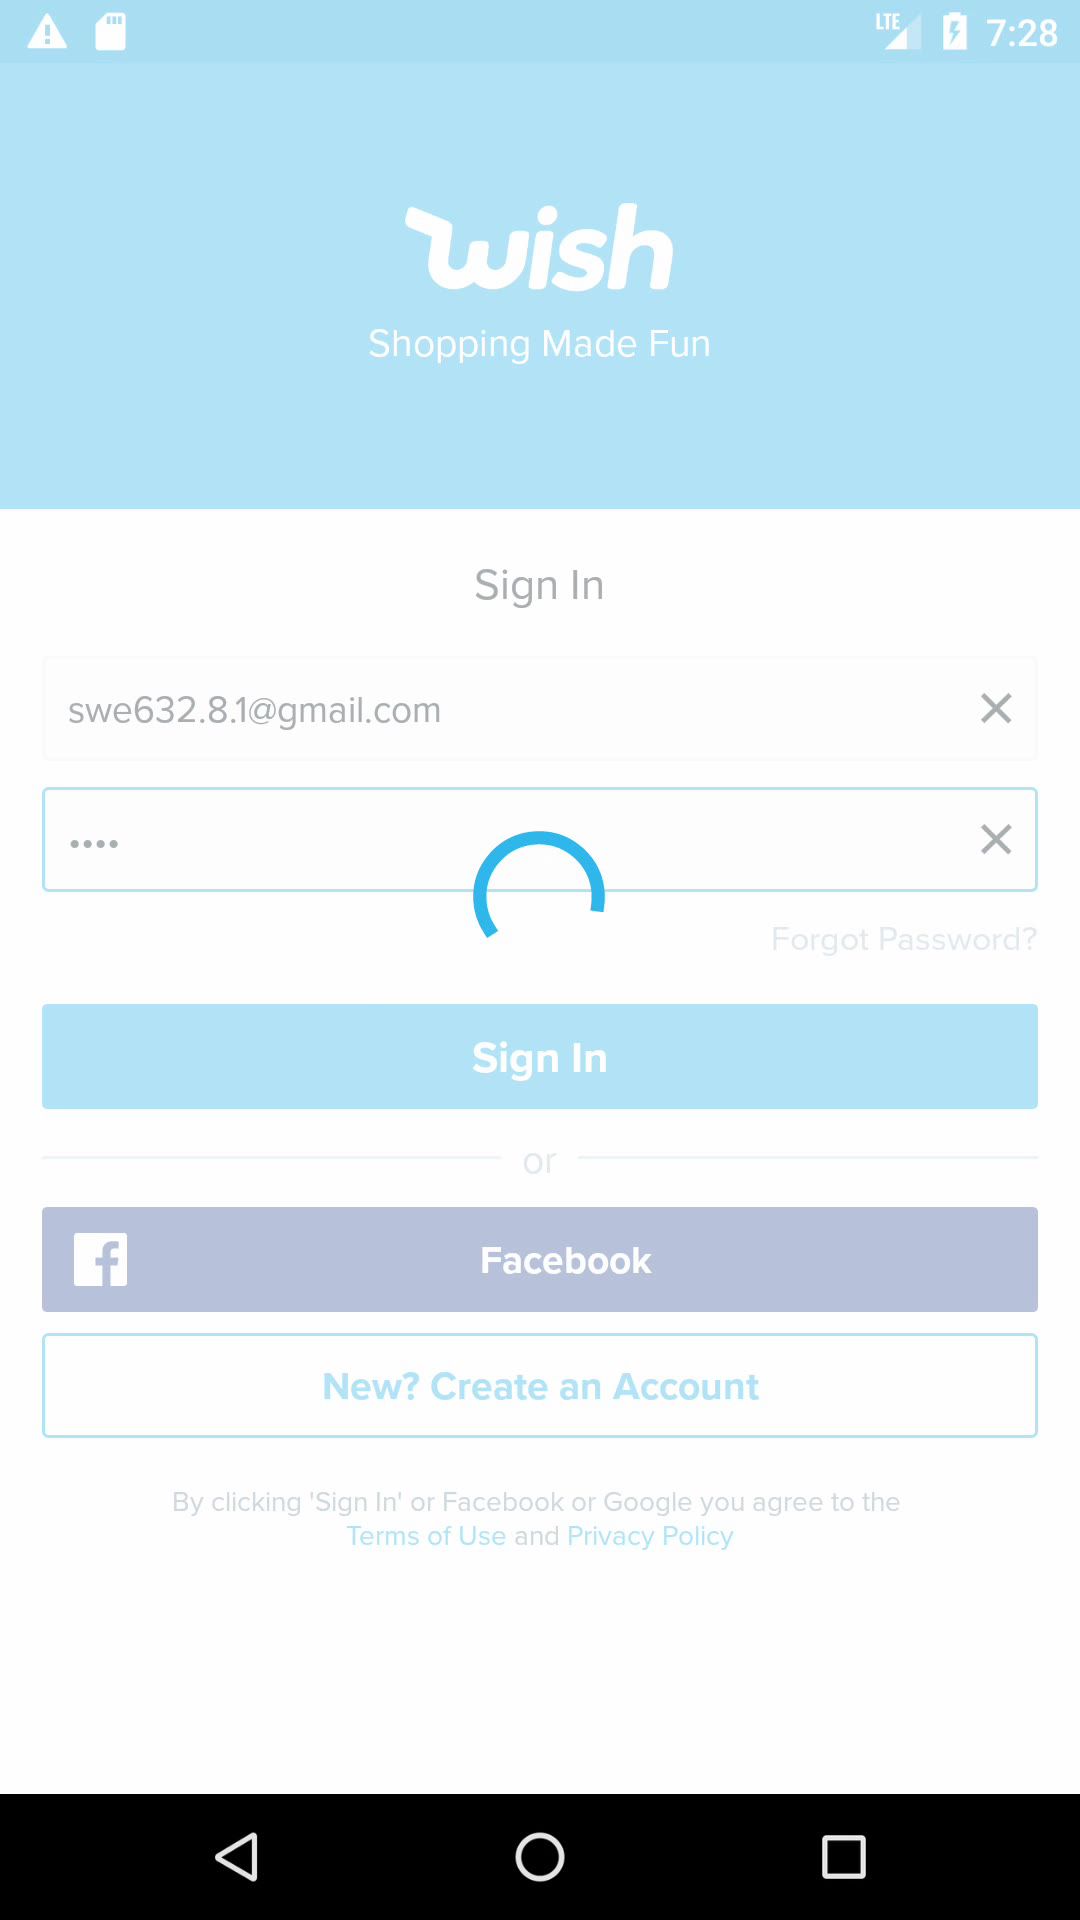 LTE 7:28
wish
Shopping Made Fun
Sign In
swe632.8.1@gmail.com
••••
Forgot Password?
Sign In
or
Facebook
New? Create an Account
By clicking 'Sign In' or Facebook or Google you agree to the
Terms of Use and Privacy Policy